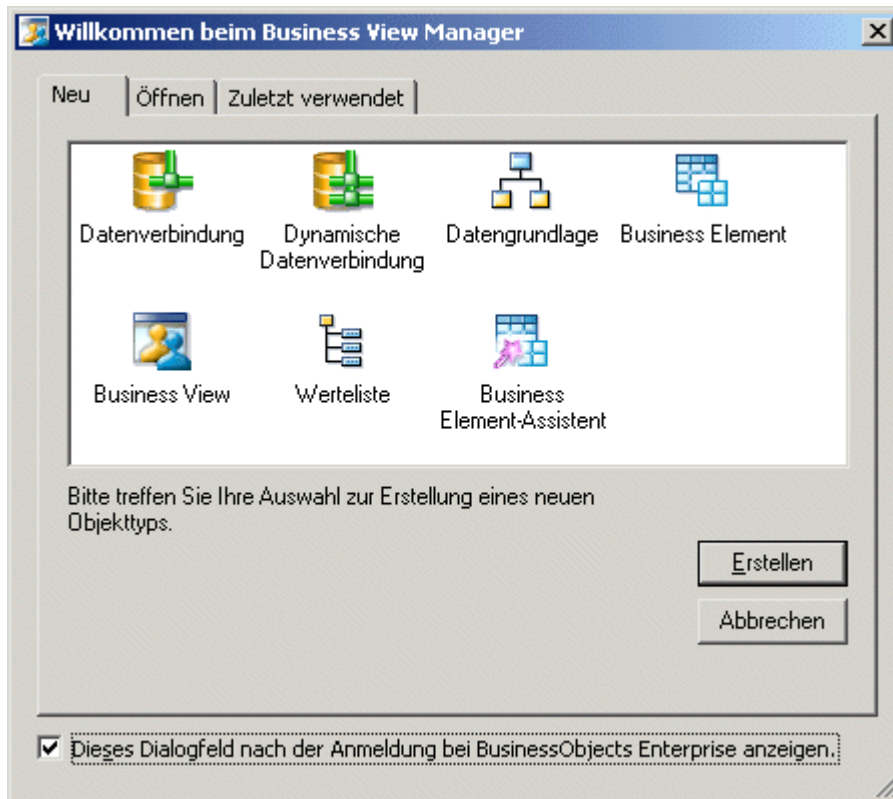 Willkommen beim Business View Manager
Neu
Öffnen
Zuletzt verwendet
Datenverbindung
Dynamische
Datenverbindung
Datengrundlage
Business Element
Business View
Werteliste
Business
Element-Assistent
Bitte treffen Sie Ihre Auswahl zur Erstellung eines neuen
Objekttyps.
Erstellen
Abbrechen
Dieses Dialogfeld nach der Anmeldung bei BusinessObjects Enterprise anzeigen.